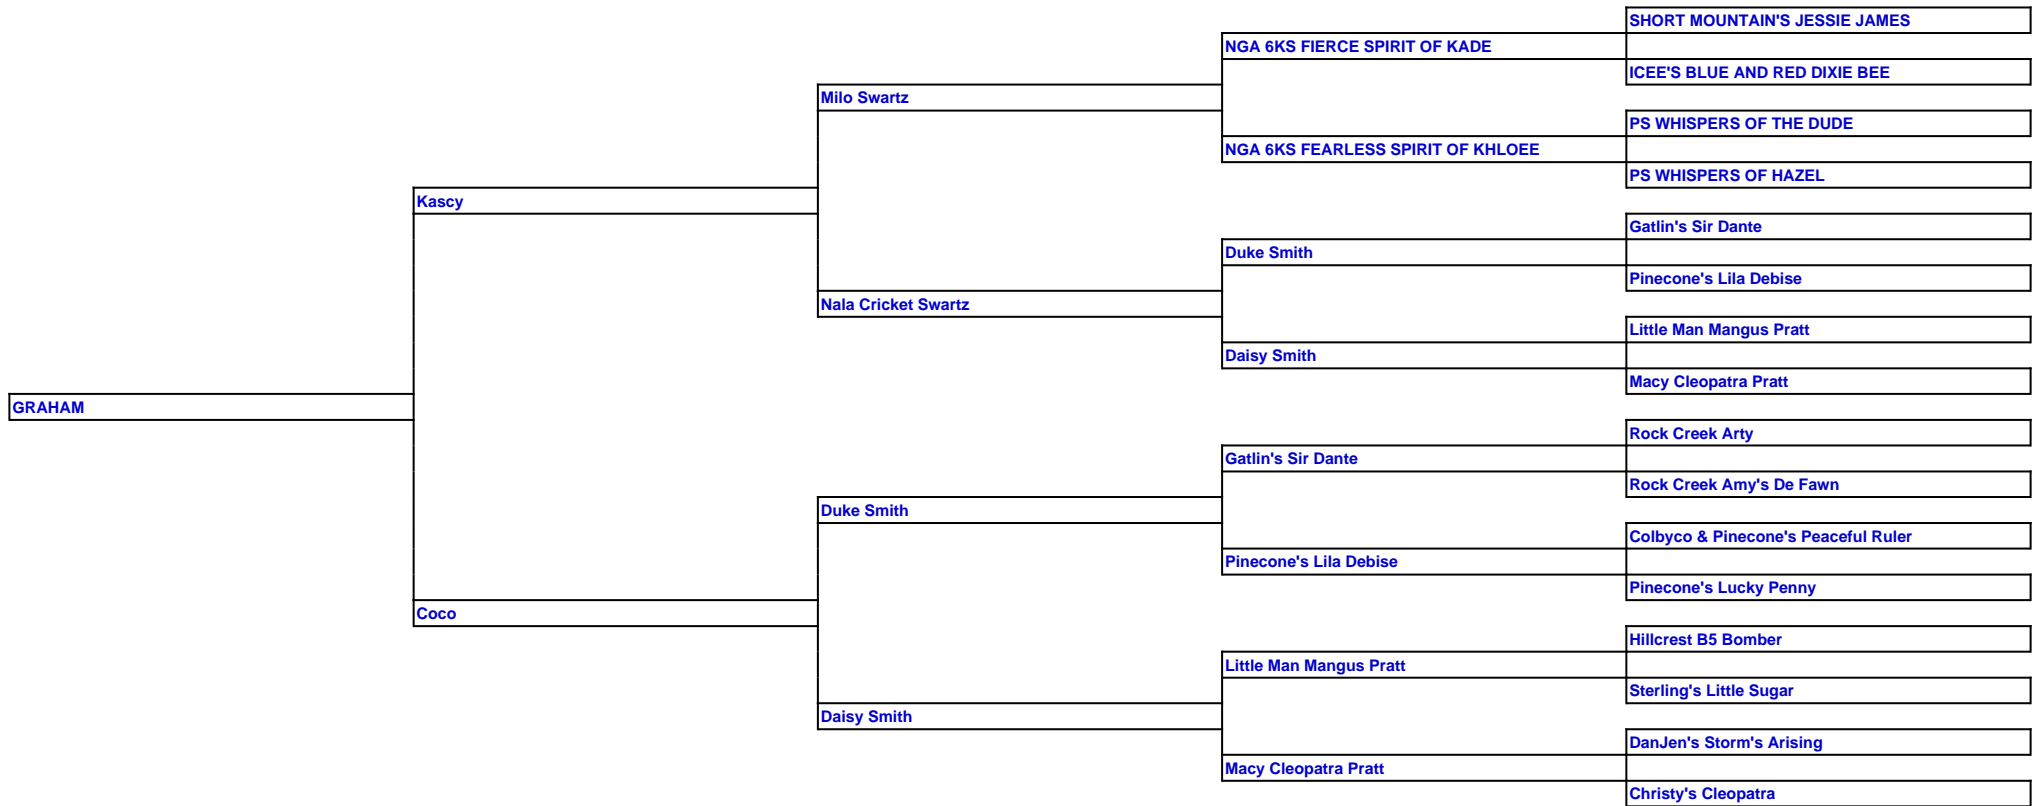 SHORT MOUNTAIN'S JESSIE JAMES
NGA 6KS FIERCE SPIRIT OF KADE
ICEE'S BLUE AND RED DIXIE BEE
Milo Swartz
PS WHISPERS OF THE DUDE
NGA 6KS FEARLESS SPIRIT OF KHLOEE
PS WHISPERS OF HAZEL
Kascy
Gatlin's Sir Dante
Duke Smith
Pinecone's Lila Debise
Nala Cricket Swartz
Little Man Mangus Pratt
Daisy Smith
Macy Cleopatra Pratt
GRAHAM
Rock Creek Arty
Gatlin's Sir Dante
Rock Creek Amy's De Fawn
Duke Smith
Colbyco & Pinecone's Peaceful Ruler
Pinecone's Lila Debise
Pinecone's Lucky Penny
Coco
Hillcrest B5 Bomber
Little Man Mangus Pratt
Sterling's Little Sugar
Daisy Smith
DanJen's Storm's Arising
Macy Cleopatra Pratt
Christy's Cleopatra